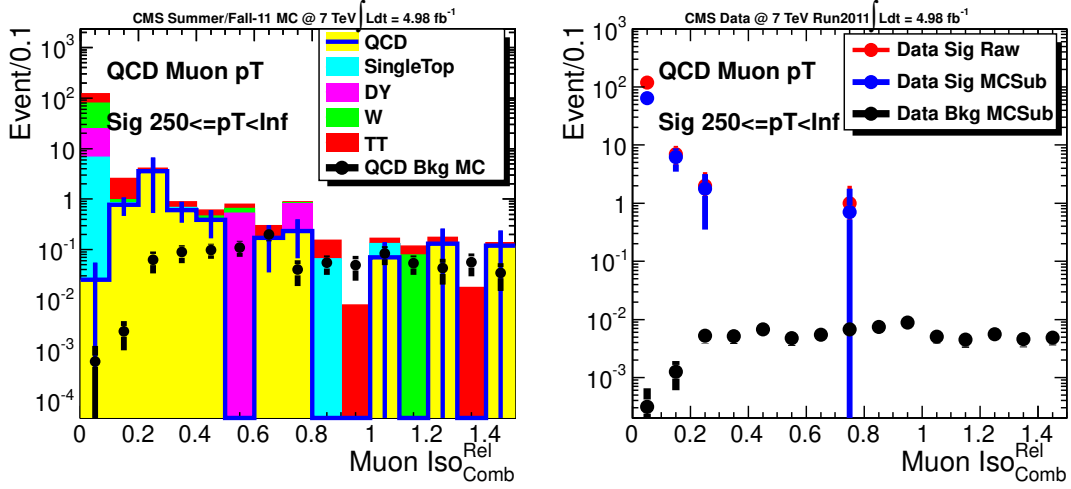 CMS Summer/Fall-11 MC @ 7 TeV ∫ Ldt = 4.98 fb⁻¹
Event/0.1
10³
10²
10
1
10⁻¹
10⁻²
10⁻³
10⁻⁴
QCD Muon pT
Sig 250<=pT<Inf
QCD
SingleTop
DY
W
TT
QCD Bkg MC
0 0.2 0.4 0.6 0.8 1 1.2 1.4
Muon Iso^Rel_Comb
CMS Data @ 7 TeV Run2011 ∫ Ldt = 4.98 fb⁻¹
Event/0.1
10³
10²
10
1
10⁻¹
10⁻²
10⁻³
QCD Muon pT
Sig 250<=pT<Inf
Data Sig Raw
Data Sig MCSub
Data Bkg MCSub
0 0.2 0.4 0.6 0.8 1 1.2 1.4
Muon Iso^Rel_Comb